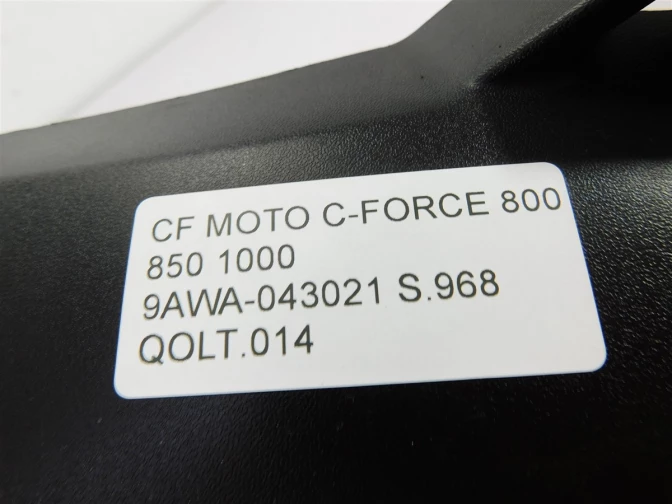 CF MOTO C-FORCE 800
850 1000
9AWA-043021 S.968
QOLT.014